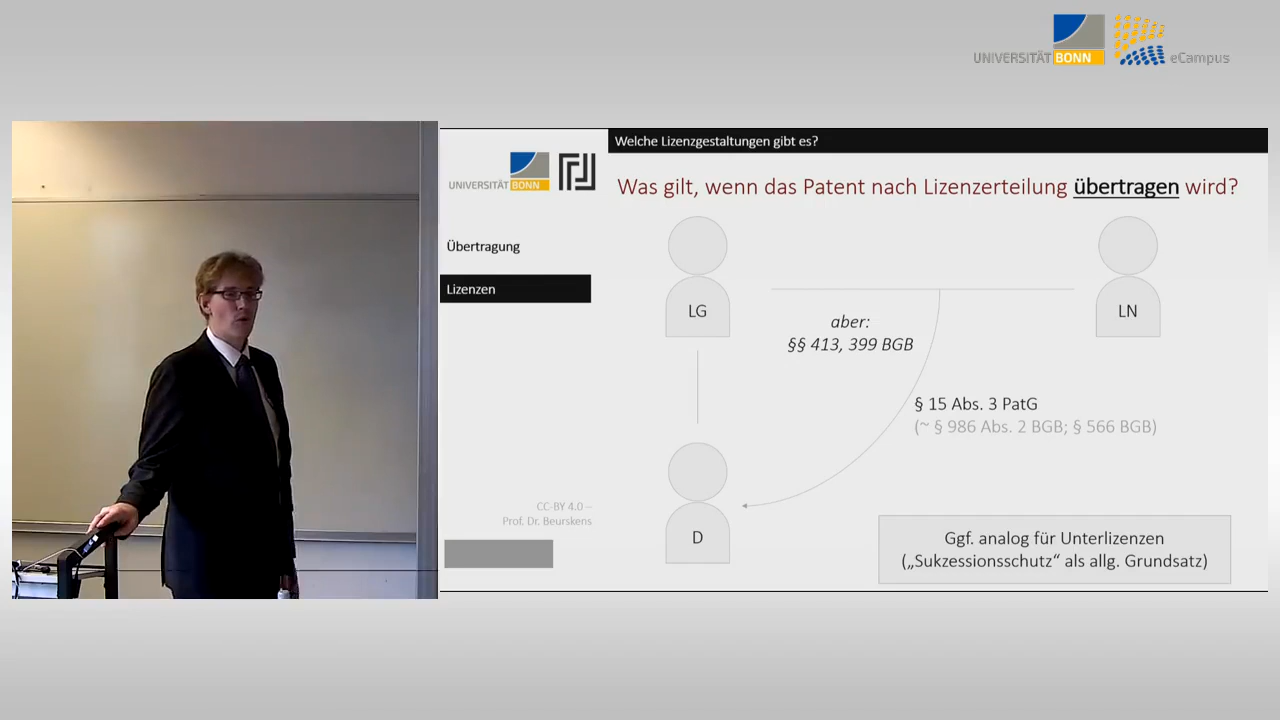 UNIVERSITÄT BONN
eCampus
Welche Lizenzgestaltungen gibt es?
UNIVERSITÄT BONN
Was gilt, wenn das Patent nach Lizenzerteilung übertragen wird?
Übertragung
Lizenzen
LG
LN
aber:
§§ 413, 399 BGB
§ 15 Abs. 3 PatG
(~ § 986 Abs. 2 BGB; § 566 BGB)
CC-BY 4.0 –
Prof. Dr. Beurskens
D
Ggf. analog für Unterlizenzen
(„Sukzessionsschutz“ als allg. Grundsatz)